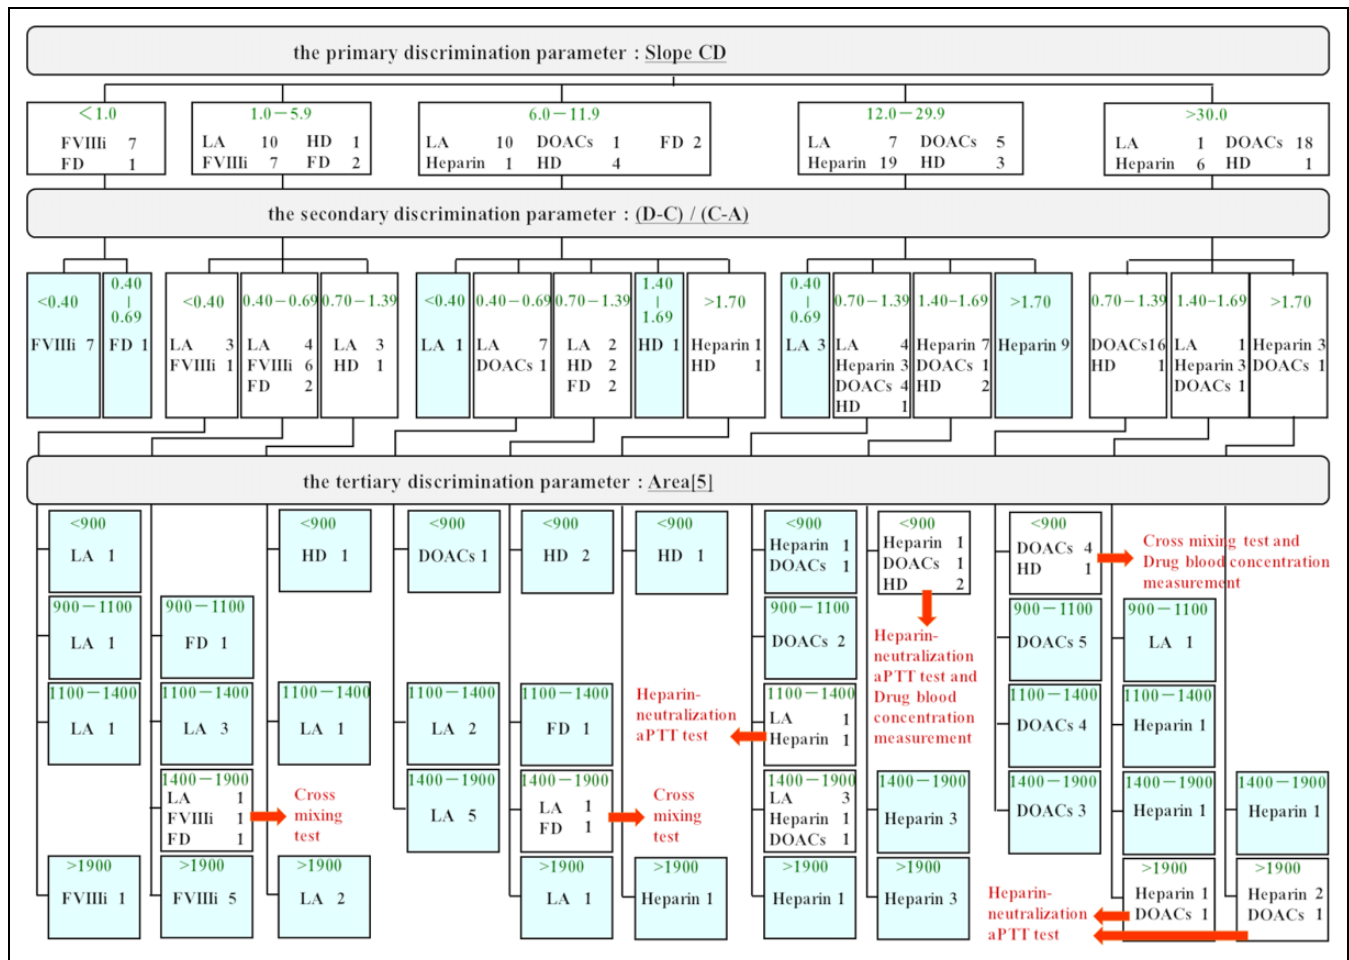 the primary discrimination parameter : Slope CD
<1.0
FVIIIi 7
FD 1
1.0－5.9
LA 10 HD 1
FVIIIi 7 FD 2
6.0－11.9
LA 10 DOACs 1 FD 2
Heparin 1 HD 4
12.0－29.9
LA 7 DOACs 5
Heparin 19 HD 3
>30.0
LA 1 DOACs 18
Heparin 6 HD 1
the secondary discrimination parameter : (D-C) / (C-A)
<0.40
FVIIIi 7
0.40
|
0.69
FD 1
<0.40
LA 3
FVIIIi 1
0.40－0.69
LA 4
FVIIIi 6
FD 2
0.70－1.39
LA 3
HD 1
<0.40
LA 1
0.40－0.69
LA 7
DOACs 1
0.70－1.39
LA 2
HD 2
FD 2
1.40
|
1.69
HD 1
>1.70
Heparin 1
HD 1
0.40
|
0.69
LA 3
0.70－1.39
LA 4
Heparin 3
DOACs 4
HD 1
1.40－1.69
Heparin 7
DOACs 1
HD 2
>1.70
Heparin 9
0.70－1.39
DOACs16
HD 1
1.40-1.69
LA 1
Heparin 3
DOACs 1
>1.70
Heparin 3
DOACs 1
the tertiary discrimination parameter : Area[5]
<900
LA 1
900－1100
LA 1
1100－1400
LA 1
>1900
FVIIIi 1
900－1100
FD 1
1100－1400
LA 3
1400－1900
LA 1
FVIIIi 1
FD 1
Cross
mixing
test
>1900
FVIIIi 5
<900
HD 1
1100－1400
LA 1
>1900
LA 2
<900
DOACs 1
1100－1400
LA 2
1400－1900
LA 5
<900
HD 2
1100－1400
FD 1
1400－1900
LA 1
FD 1
Cross
mixing
test
>1900
LA 1
<900
HD 1
>1900
Heparin 1
<900
Heparin 1
DOACs 1
900－1100
DOACs 2
1100－1400
LA 1
Heparin 1
Heparin-
neutralization
aPTT test
1400－1900
LA 3
Heparin 1
DOACs 1
>1900
Heparin 1
<900
Heparin 1
DOACs 1
HD 2
Heparin-
neutralization
aPTT test and
Drug blood
concentration
measurement
1400－1900
Heparin 3
>1900
Heparin 3
<900
DOACs 4
HD 1
Cross mixing test and
Drug blood concentration
measurement
900－1100
DOACs 5
1100－1400
DOACs 4
1400－1900
DOACs 3
900－1100
LA 1
1100－1400
Heparin 1
1400－1900
Heparin 1
>1900
Heparin 1
DOACs 1
1400－1900
Heparin 1
>1900
Heparin 2
DOACs 1
Heparin-
neutralization
aPTT test